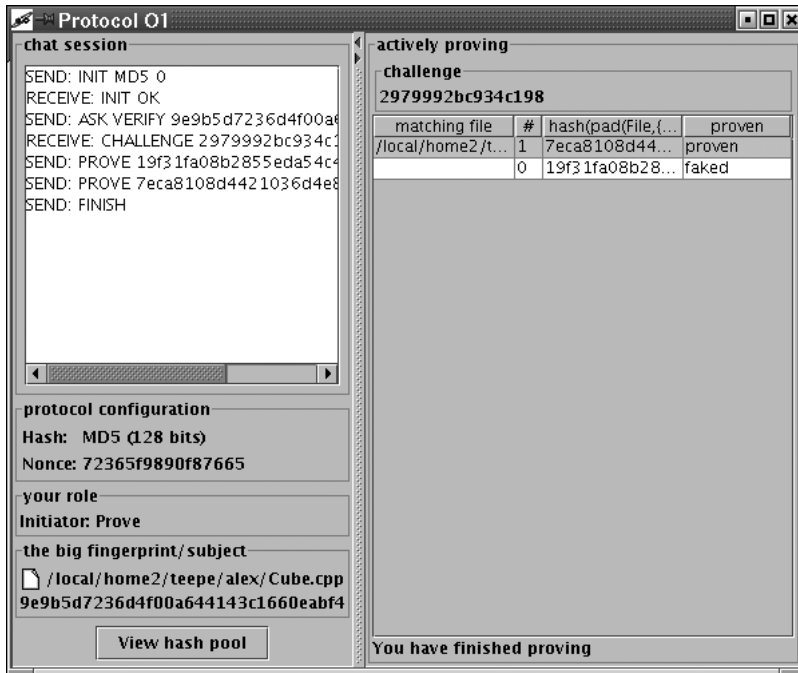 Protocol 01
chat session
SEND: INIT MD5 0
RECEIVE: INIT OK
SEND: ASK VERIFY 9e9b5d7236d4f00a6
RECEIVE: CHALLENGE 2979992bc934c1
SEND: PROVE 19f31fa08b2855eda54c4
SEND: PROVE 7eca8108d4421036d4e8
SEND: FINISH
protocol configuration
Hash: MD5 (128 bits)
Nonce: 72365f9890f87665
your role
Initiator: Prove
the big fingerprint/subject
/local/home2/teepe/alex/Cube.cpp
9e9b5d7236d4f00a644143c1660eabf4
View hash pool
actively proving
challenge
2979992bc934c198
matching file # hash(pad(File,{... proven
/local/home2/t... 1 7eca8108d44... proven
0 19f31fa08b28... faked
You have finished proving